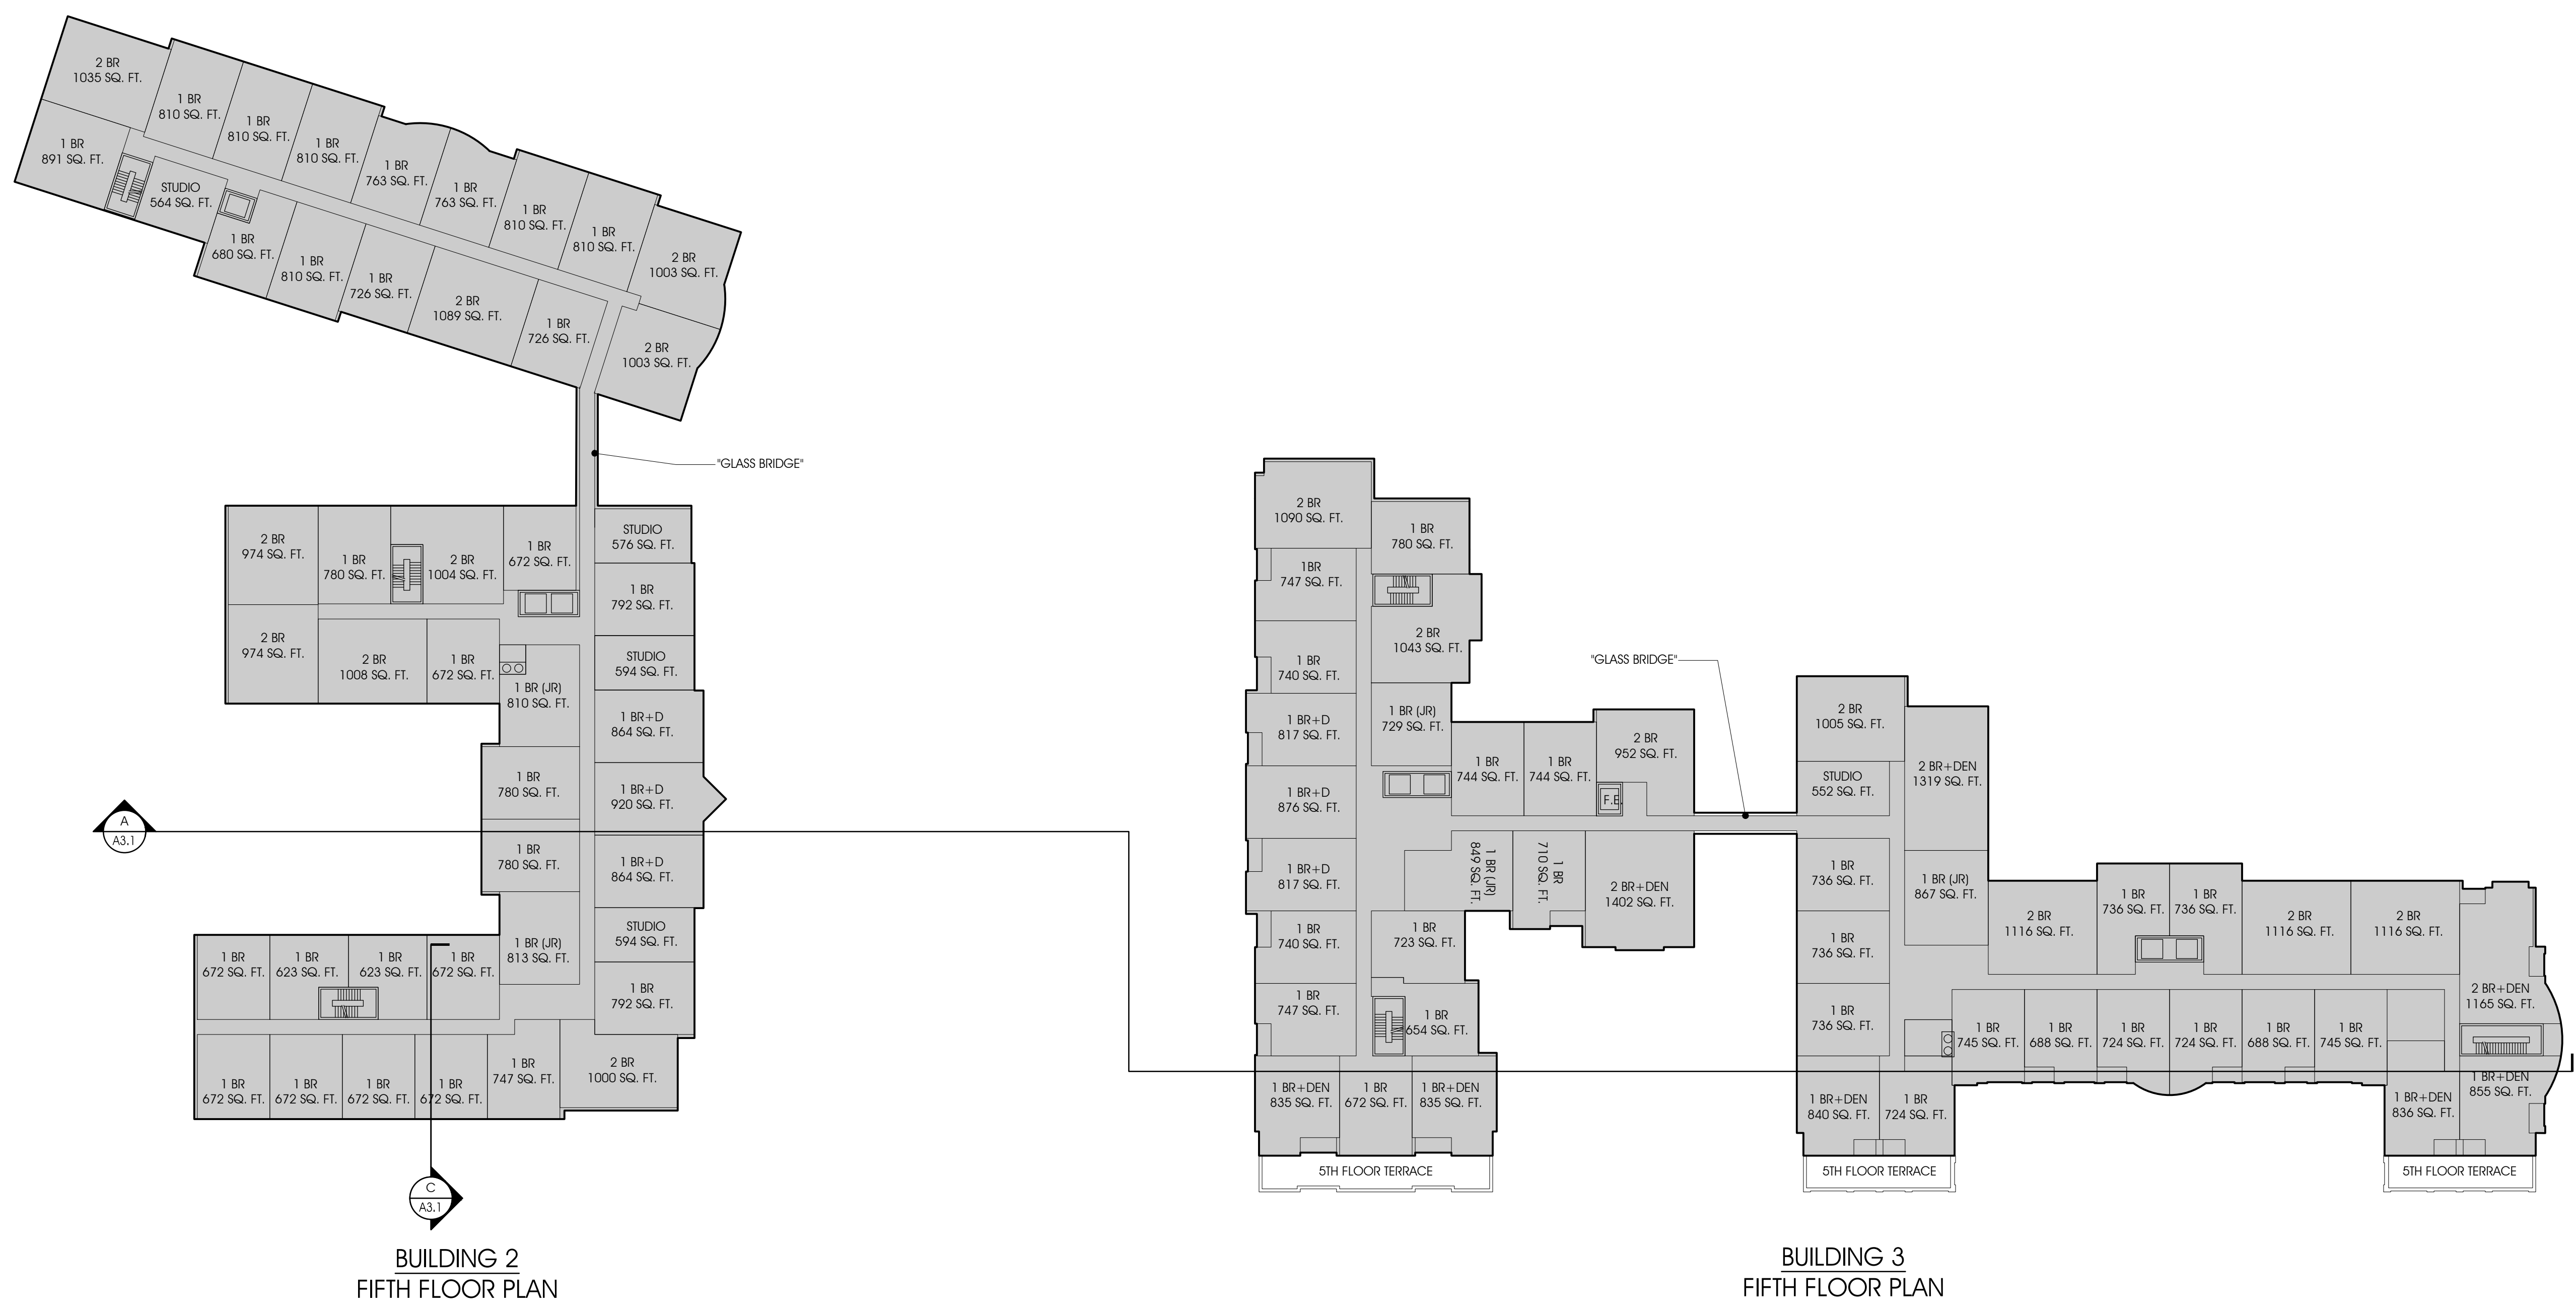 2 BR
1035 SQ. FT.
1 BR
810 SQ. FT.
1 BR
810 SQ. FT.
1 BR
810 SQ. FT.
1 BR
763 SQ. FT.
1 BR
763 SQ. FT.
1 BR
810 SQ. FT.
1 BR
810 SQ. FT.
2 BR
1003 SQ. FT.
1 BR
891 SQ. FT.
STUDIO
564 SQ. FT.
1 BR
680 SQ. FT.
1 BR
810 SQ. FT.
1 BR
726 SQ. FT.
2 BR
1089 SQ. FT.
1 BR
726 SQ. FT.
2 BR
1003 SQ. FT.
"GLASS BRIDGE"
2 BR
974 SQ. FT.
1 BR
780 SQ. FT.
2 BR
1004 SQ. FT.
1 BR
672 SQ. FT.
STUDIO
576 SQ. FT.
1 BR
792 SQ. FT.
2 BR
974 SQ. FT.
2 BR
1008 SQ. FT.
1 BR
672 SQ. FT.
1 BR (JR)
810 SQ. FT.
STUDIO
594 SQ. FT.
1 BR+D
864 SQ. FT.
1 BR
780 SQ. FT.
1 BR+D
920 SQ. FT.
A
A3.1
1 BR
780 SQ. FT.
1 BR+D
864 SQ. FT.
1 BR
672 SQ. FT.
1 BR
623 SQ. FT.
1 BR
623 SQ. FT.
1 BR
672 SQ. FT.
1 BR (JR)
813 SQ. FT.
STUDIO
594 SQ. FT.
1 BR
792 SQ. FT.
1 BR
672 SQ. FT.
1 BR
672 SQ. FT.
1 BR
672 SQ. FT.
1 BR
672 SQ. FT.
1 BR
747 SQ. FT.
2 BR
1000 SQ. FT.
C
A3.1
BUILDING 2
FIFTH FLOOR PLAN
2 BR
1090 SQ. FT.
1 BR
780 SQ. FT.
1BR
747 SQ. FT.
2 BR
1043 SQ. FT.
1 BR
740 SQ. FT.
1 BR+D
817 SQ. FT.
1 BR (JR)
729 SQ. FT.
1 BR
744 SQ. FT.
1 BR
744 SQ. FT.
2 BR
952 SQ. FT.
F.E.
"GLASS BRIDGE"
1 BR+D
876 SQ. FT.
1 BR+D
817 SQ. FT.
1 BR (JR)
849 SQ. FT.
1 BR
710 SQ. FT.
2 BR+DEN
1402 SQ. FT.
1 BR
740 SQ. FT.
1 BR
723 SQ. FT.
1 BR
747 SQ. FT.
1 BR
654 SQ. FT.
1 BR+DEN
835 SQ. FT.
1 BR
672 SQ. FT.
1 BR+DEN
835 SQ. FT.
5TH FLOOR TERRACE
2 BR
1005 SQ. FT.
STUDIO
552 SQ. FT.
2 BR+DEN
1319 SQ. FT.
1 BR
736 SQ. FT.
1 BR (JR)
867 SQ. FT.
1 BR
736 SQ. FT.
1 BR
736 SQ. FT.
2 BR
1116 SQ. FT.
1 BR
736 SQ. FT.
1 BR
736 SQ. FT.
2 BR
1116 SQ. FT.
2 BR
1116 SQ. FT.
2 BR+DEN
1165 SQ. FT.
1 BR
745 SQ. FT.
1 BR
688 SQ. FT.
1 BR
724 SQ. FT.
1 BR
724 SQ. FT.
1 BR
688 SQ. FT.
1 BR
745 SQ. FT.
1 BR+DEN
840 SQ. FT.
1 BR
724 SQ. FT.
1 BR+DEN
836 SQ. FT.
1 BR+DEN
855 SQ. FT.
5TH FLOOR TERRACE
5TH FLOOR TERRACE
BUILDING 3
FIFTH FLOOR PLAN